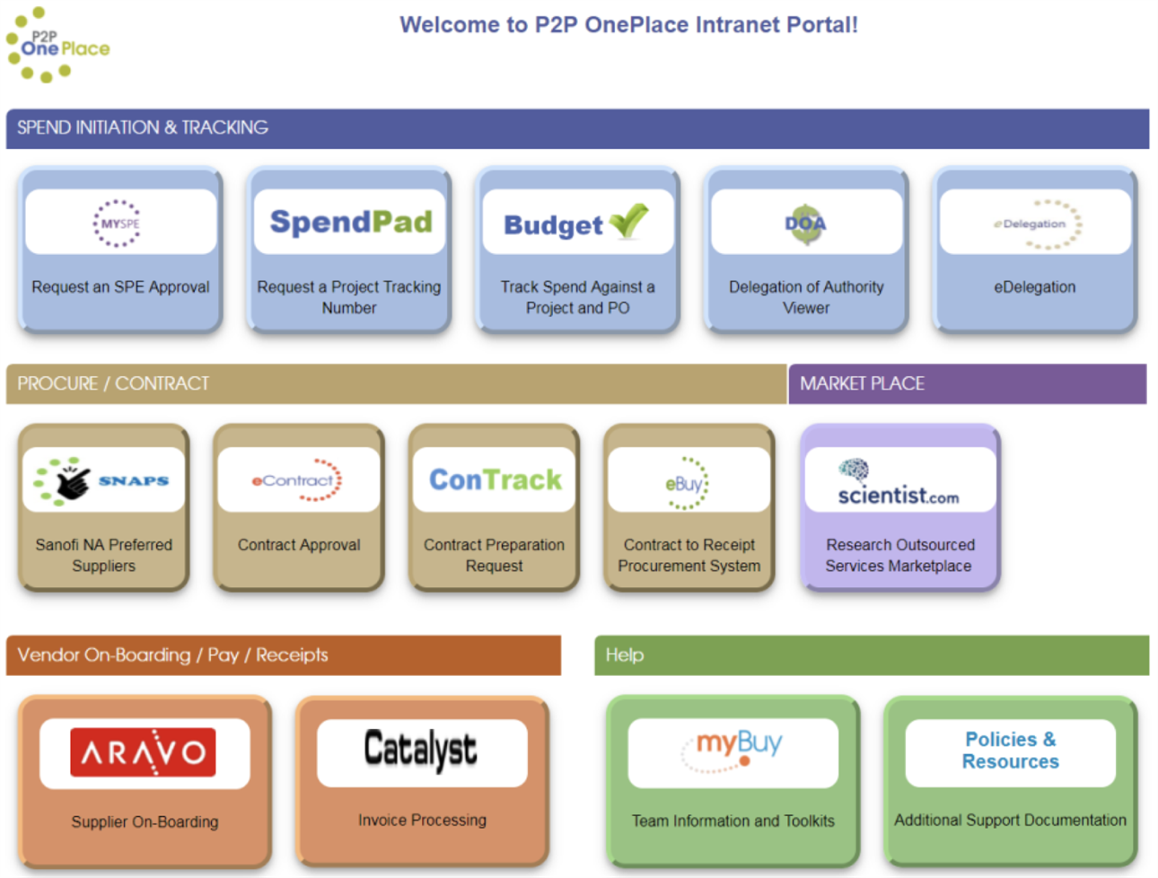 P2P
One Place
Welcome to P2P OnePlace Intranet Portal!
SPEND INITIATION & TRACKING
MYSPE
Request an SPE Approval
SpendPad
Request a Project Tracking
Number
Budget
Track Spend Against a
Project and PO
DOA
Delegation of Authority
Viewer
eDelegation
eDelegation
PROCURE / CONTRACT
SNAPS
Sanofi NA Preferred
Suppliers
eContract
Contract Approval
ConTrack
Contract Preparation
Request
eBuy
Contract to Receipt
Procurement System
MARKET PLACE
scientist.com
Research Outsourced
Services Marketplace
Vendor On-Boarding / Pay / Receipts
ARAVO
Supplier On-Boarding
Catalyst
Invoice Processing
Help
myBuy
Team Information and Toolkits
Policies &
Resources
Additional Support Documentation